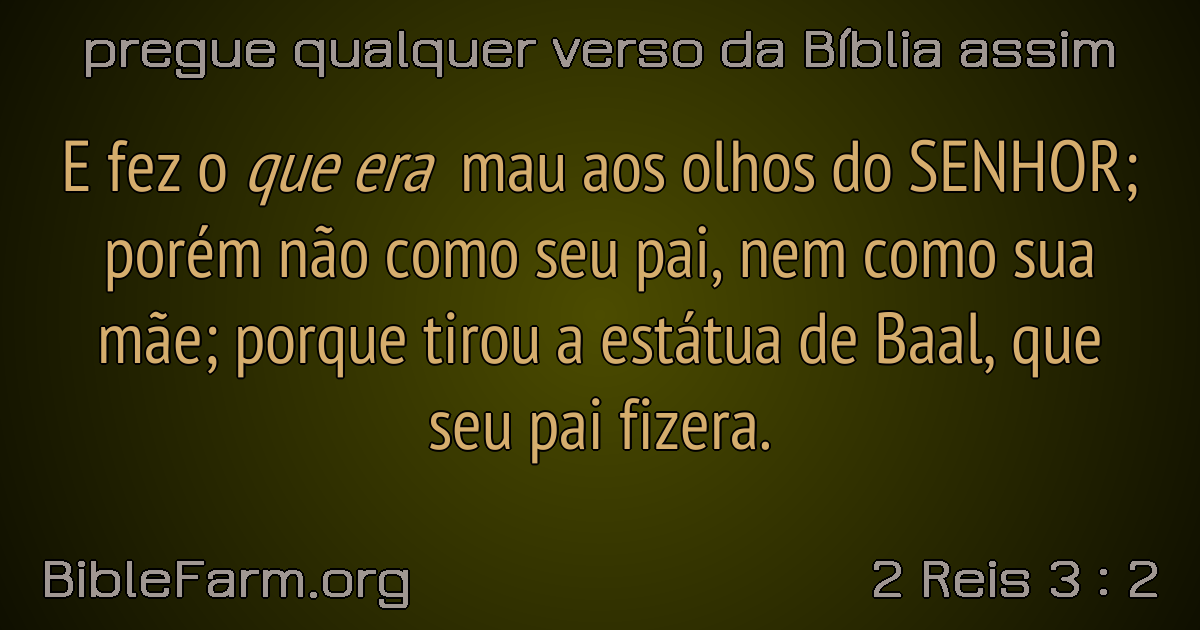 pregue qualquer verso da Bíblia assim
E fez o que era mau aos olhos do SENHOR;
porém não como seu pai, nem como sua
mãe; porque tirou a estátua de Baal, que
seu pai fizera.
BibleFarm.org
2 Reis 3 : 2